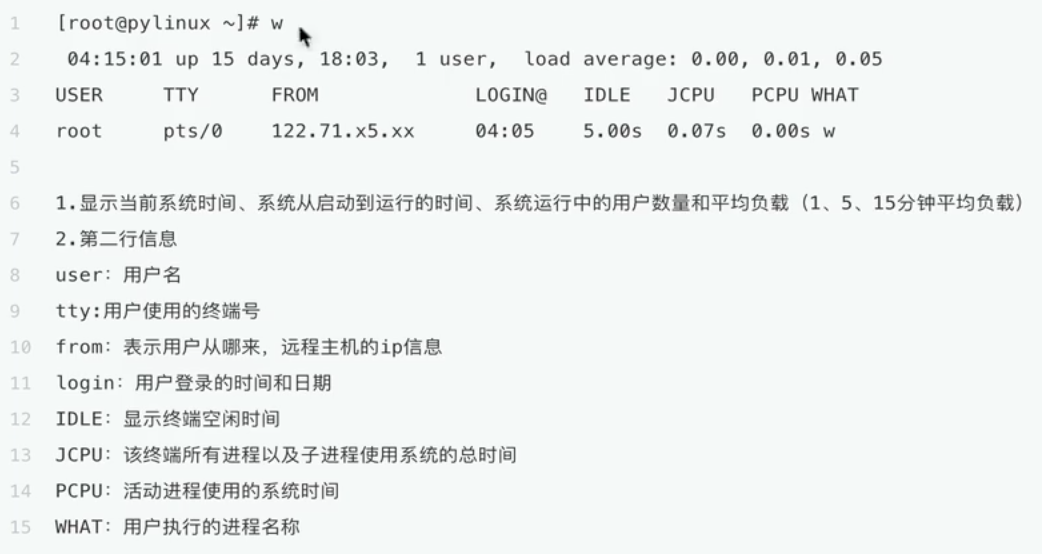 1 [root@pylinux ~]# w
2 04:15:01 up 15 days, 18:03,  1 user,  load average: 0.00, 0.01, 0.05
3 USER     TTY      FROM             LOGIN@   IDLE   JCPU   PCPU WHAT
4 root     pts/0    122.71.x5.xx     04:05    5.00s  0.07s  0.00s w
5
6 1.显示当前系统时间、系统从启动到运行的时间、系统运行中的用户数量和平均负载（1、5、15分钟平均负载）
7 2.第二行信息
8 user：用户名
9 tty:用户使用的终端号
10 from：表示用户从哪来，远程主机的ip信息
11 login：用户登录的时间和日期
12 IDLE：显示终端空闲时间
13 JCPU：该终端所有进程以及子进程使用系统的总时间
14 PCPU：活动进程使用的系统时间
15 WHAT：用户执行的进程名称